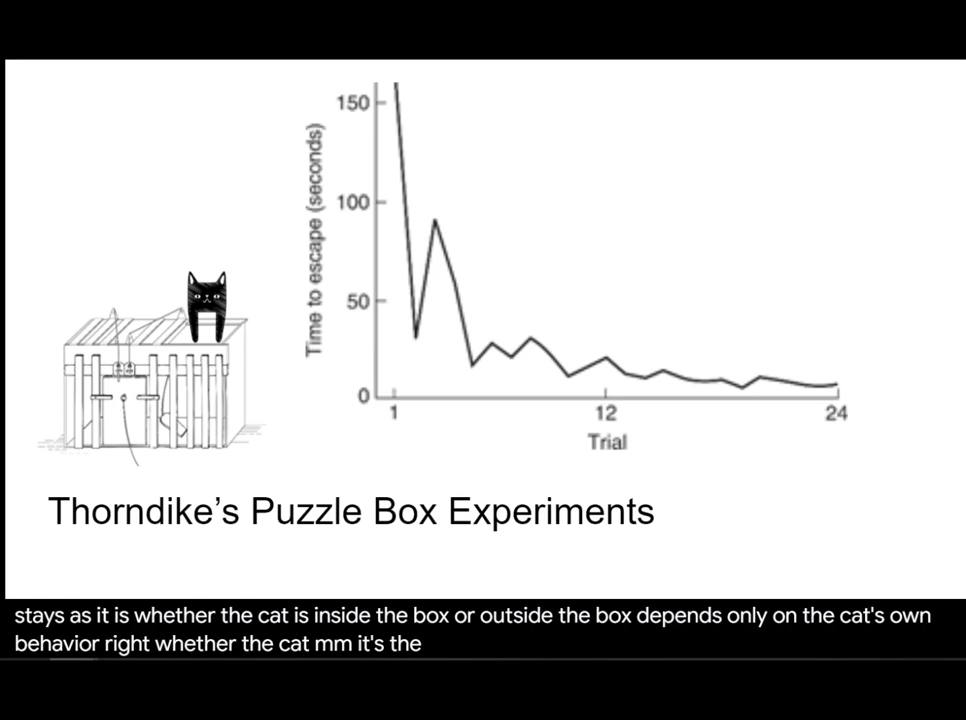 150
100
50
0
Time to escape (seconds)
1
12
24
Trial
Thorndike’s Puzzle Box Experiments
stays as it is whether the cat is inside the box or outside the box depends only on the cat's own
behavior right whether the cat mm it's the